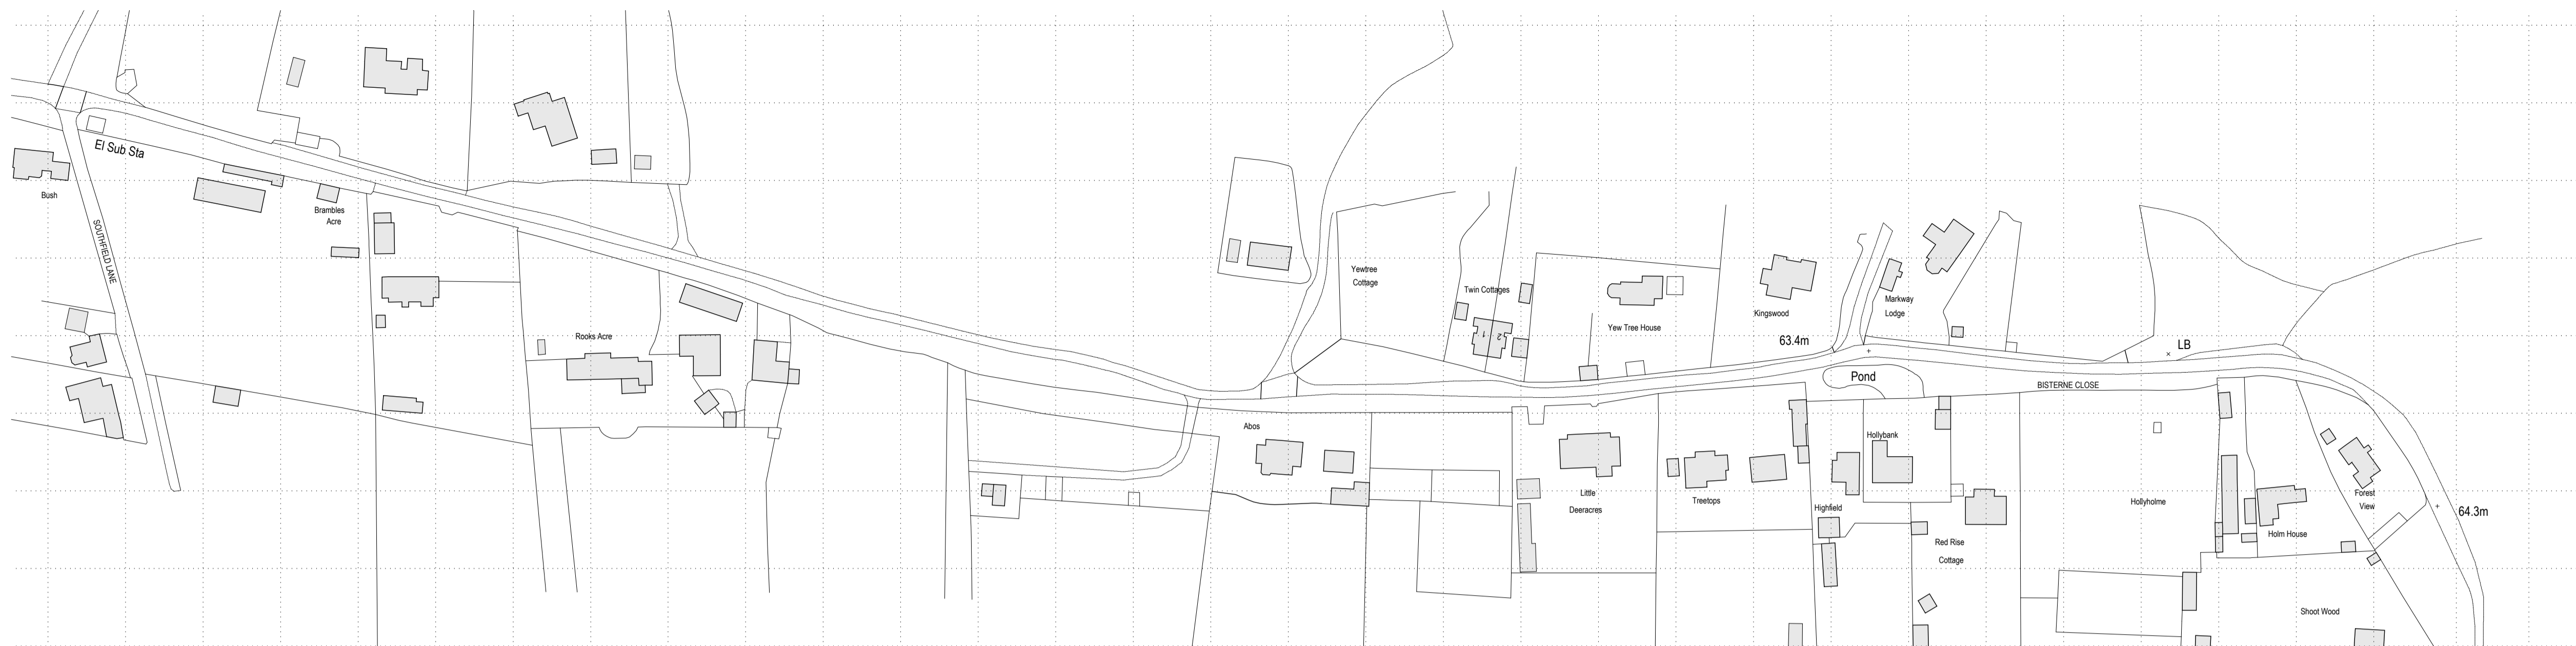 El Sub Sta
Bush
SOUTHFIELD LANE
Brambles
Acre
Rooks Acre
Abos
Yewtree
Cottage
Twin Cottages
1
2
Yew Tree House
Kingswood
63.4m
Markway
Lodge
Pond
LB
BISTERNE CLOSE
Little
Deeracres
Treetops
Hollybank
Highfield
Red Rise
Cottage
Hollyholme
Holm House
Forest
View
64.3m
Shoot Wood